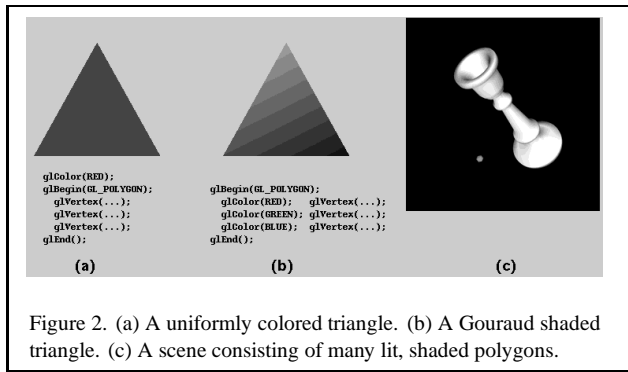 glColor(RED);
glBegin(GL_POLYGON);
glVertex(...);
glVertex(...);
glVertex(...);
glEnd();
(a)
glBegin(GL_POLYGON);
glColor(RED); glVertex(...);
glColor(GREEN); glVertex(...);
glColor(BLUE); glVertex(...);
glEnd();
(b)
(c)
Figure 2. (a) A uniformly colored triangle. (b) A Gouraud shaded
triangle. (c) A scene consisting of many lit, shaded polygons.